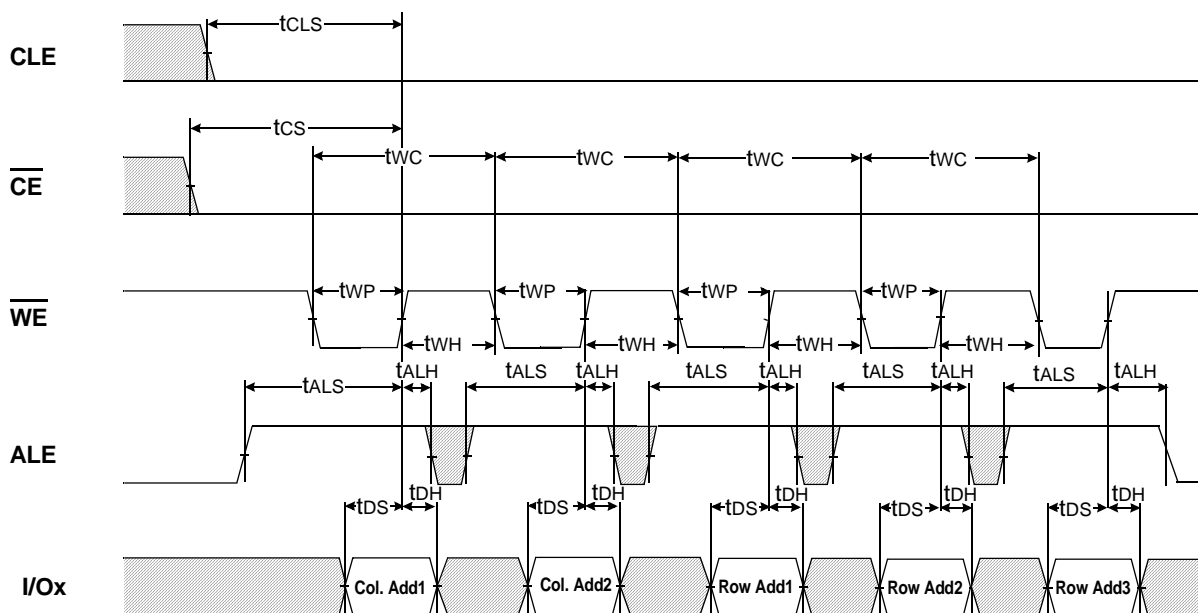 CLE
tCLS
tCS
CE
tWC tWC tWC tWC
WE
tWP tWP tWP tWP
tWH tWH tWH tWH
tALS tALH tALS tALH tALS tALH tALS tALH tALS tALH
ALE
tDS tDH tDS tDH tDS tDH tDS tDH tDS tDH
I/Ox
Col. Add1 Col. Add2 Row Add1 Row Add2 Row Add3